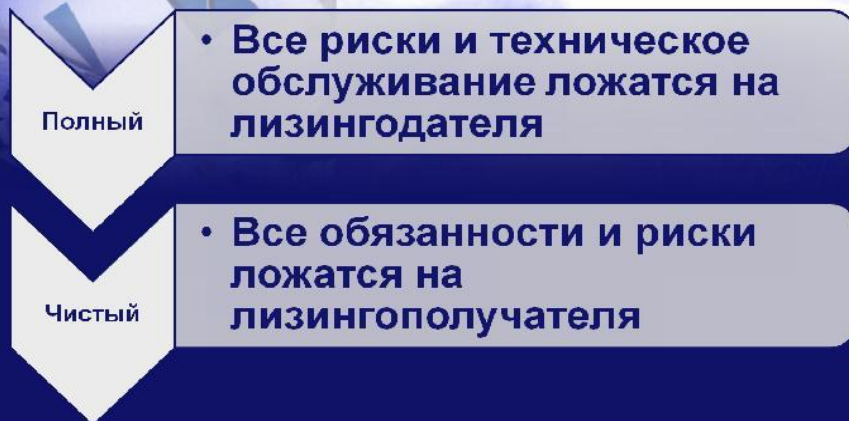 Полный
• Все риски и техническое
обслуживание ложатся на
лизингодателя
Чистый
• Все обязанности и риски
ложатся на
лизингополучателя